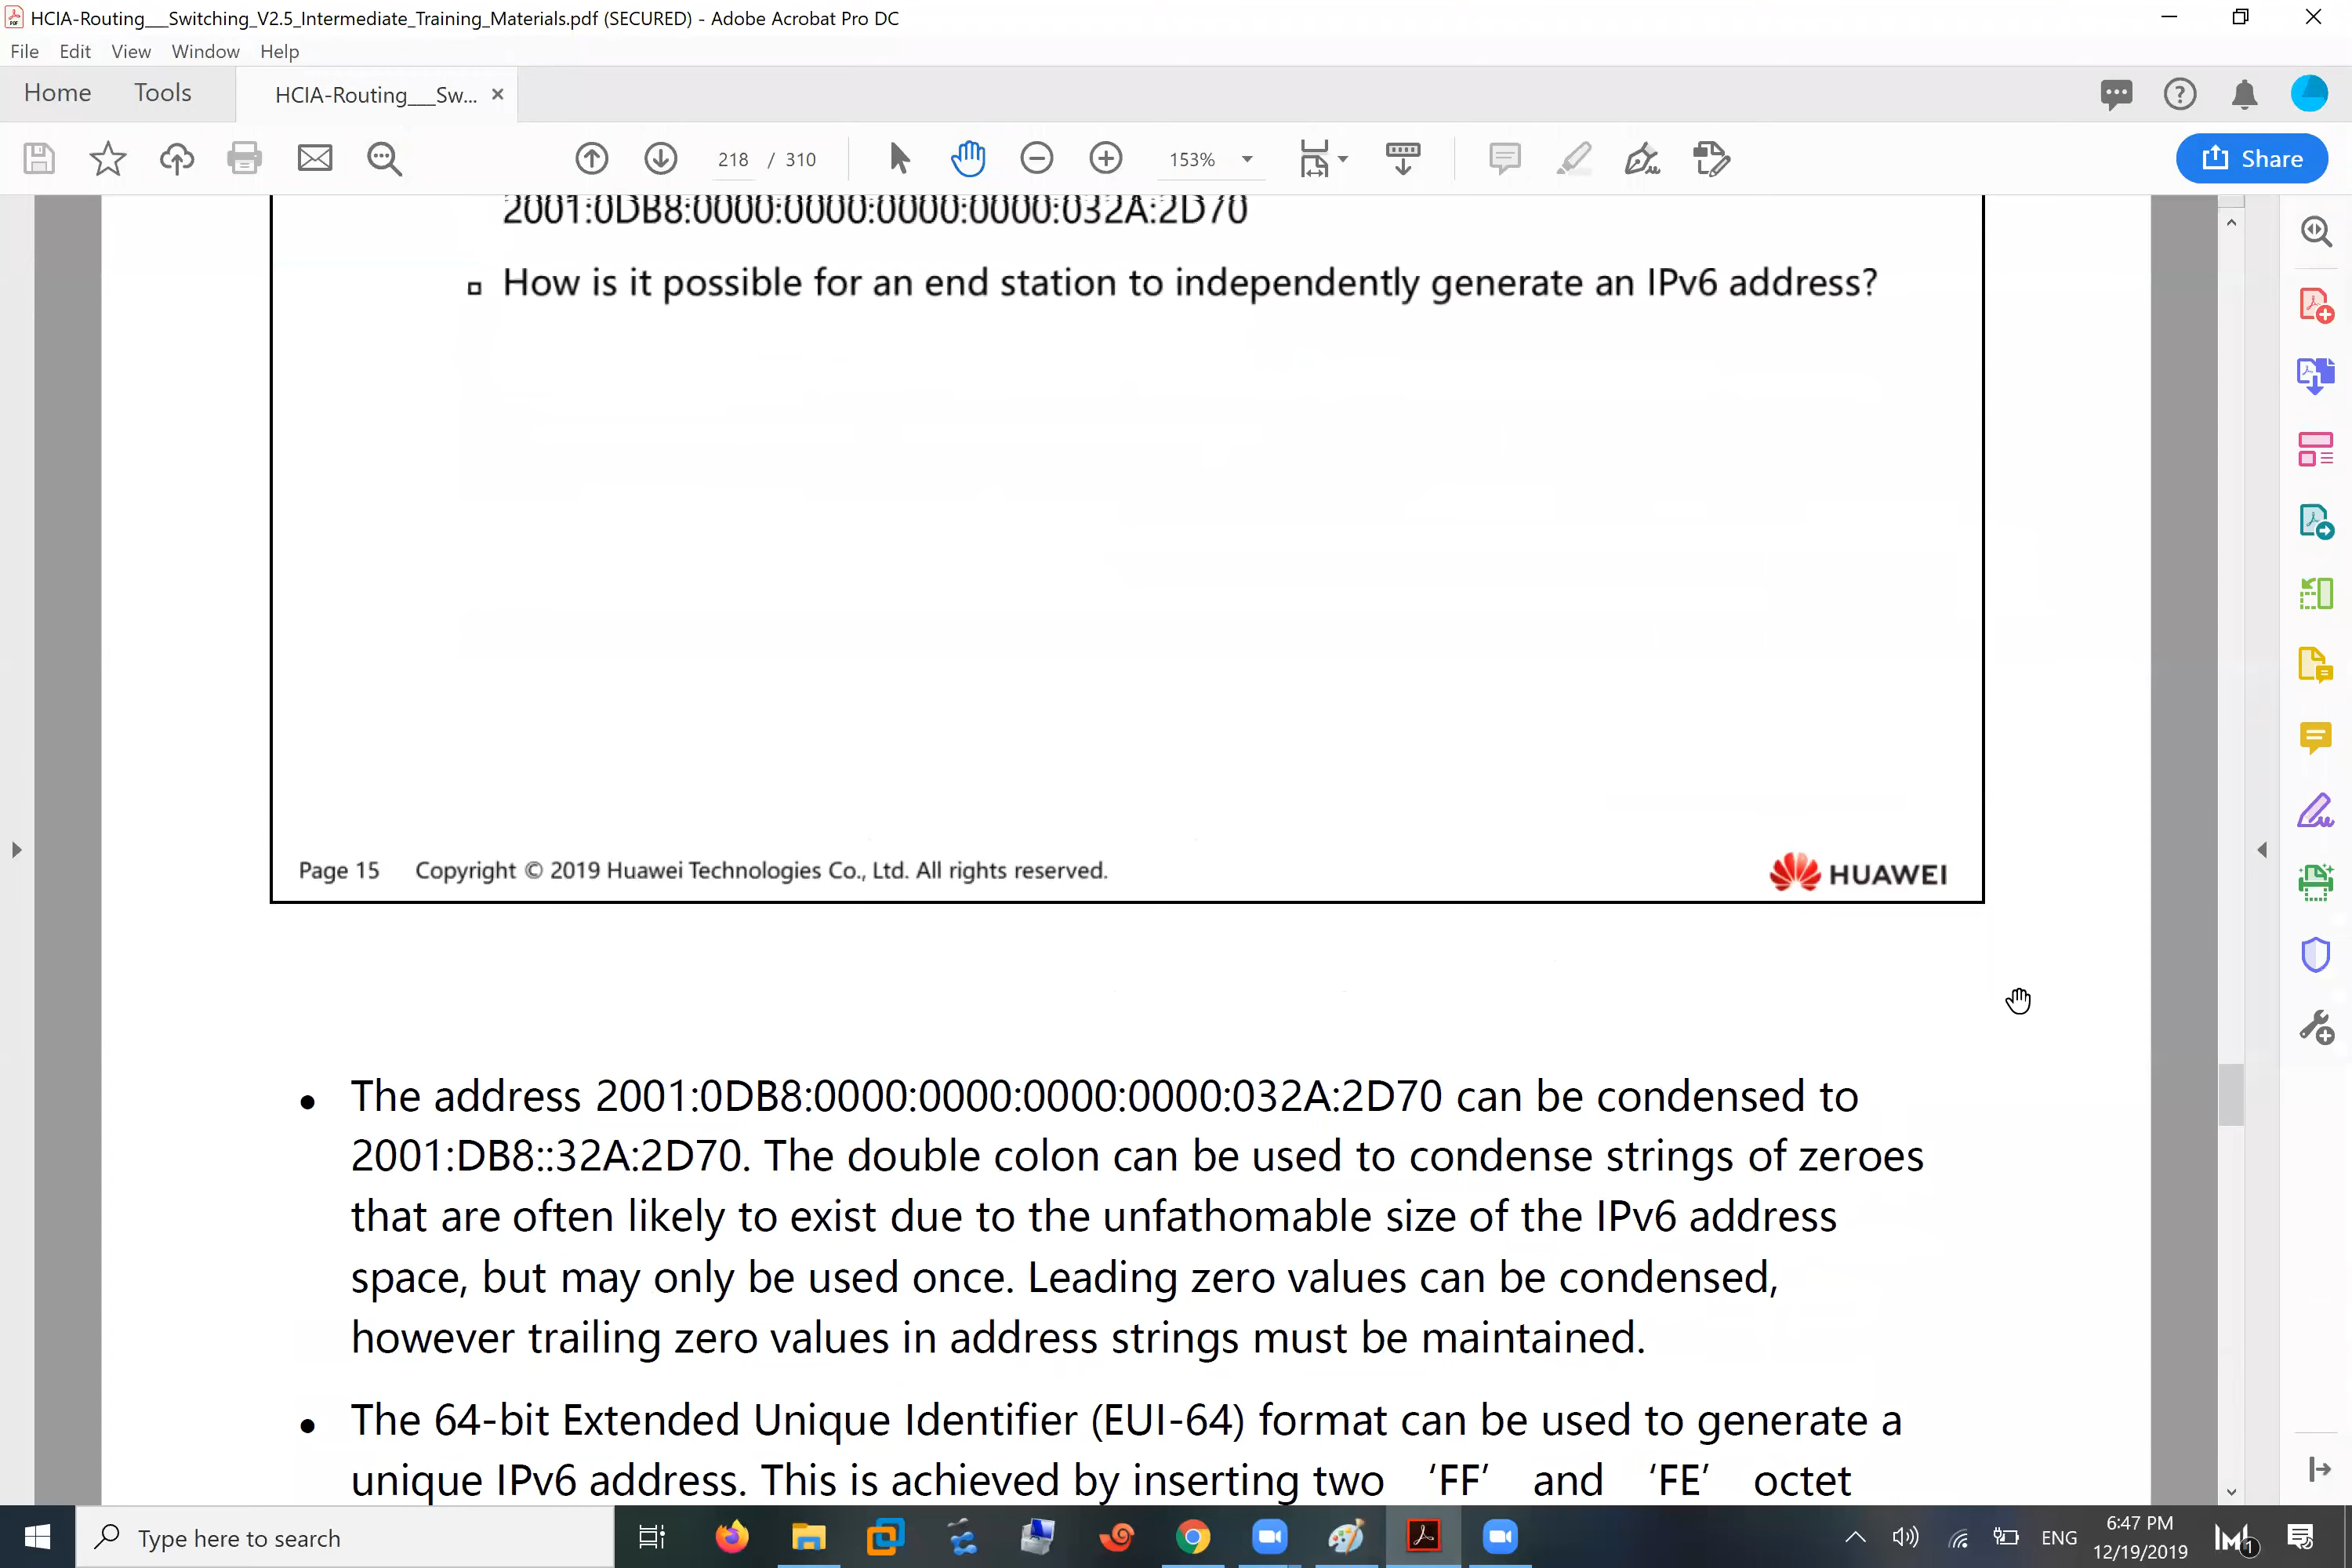 HCIA-Routing___Switching_V2.5_Intermediate_Training_Materials.pdf (SECURED) - Adobe Acrobat Pro DC
File Edit View Window Help
Home Tools HCIA-Routing___Sw... ×
218 / 310 153% Share
2001:0DB8:0000:0000:0000:0000:032A:2D70
How is it possible for an end station to independently generate an IPv6 address?
Page 15 Copyright © 2019 Huawei Technologies Co., Ltd. All rights reserved.
HUAWEI
• The address 2001:0DB8:0000:0000:0000:0000:032A:2D70 can be condensed to
2001:DB8::32A:2D70. The double colon can be used to condense strings of zeroes
that are often likely to exist due to the unfathomable size of the IPv6 address
space, but may only be used once. Leading zero values can be condensed,
however trailing zero values in address strings must be maintained.
• The 64-bit Extended Unique Identifier (EUI-64) format can be used to generate a
unique IPv6 address. This is achieved by inserting two ‘FF’ and ‘FE’ octet
Type here to search
ENG
6:47 PM
12/19/2019
1